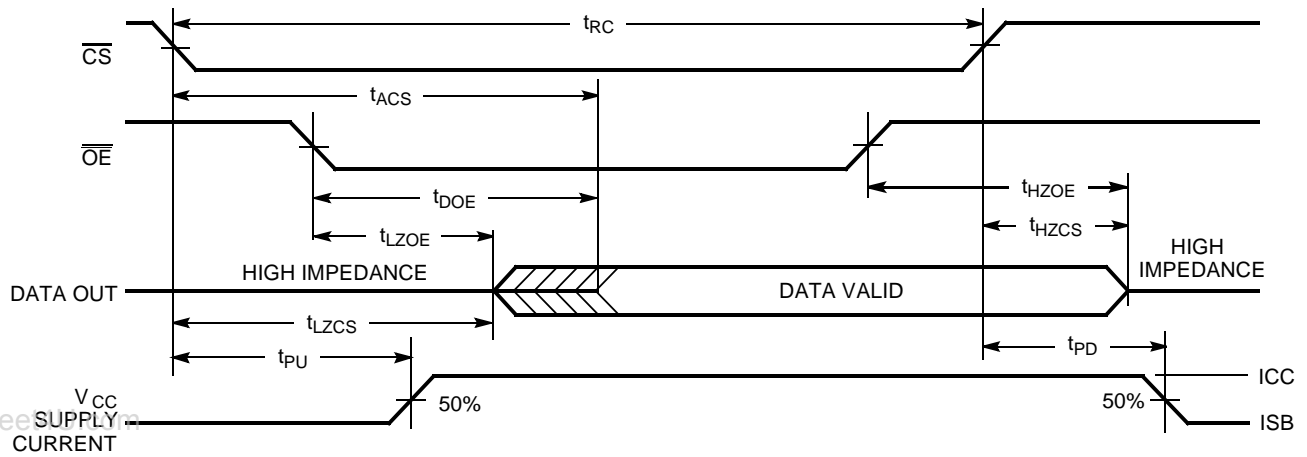 tRC
CS
tACS
OE
tDOE
tHZOE
tLZOE
tHZCS
HIGH IMPEDANCE
HIGH
IMPEDANCE
DATA OUT
DATA VALID
tLZCS
tPU
tPD
VCC
SUPPLY
CURRENT
50%
50%
ICC
ISB